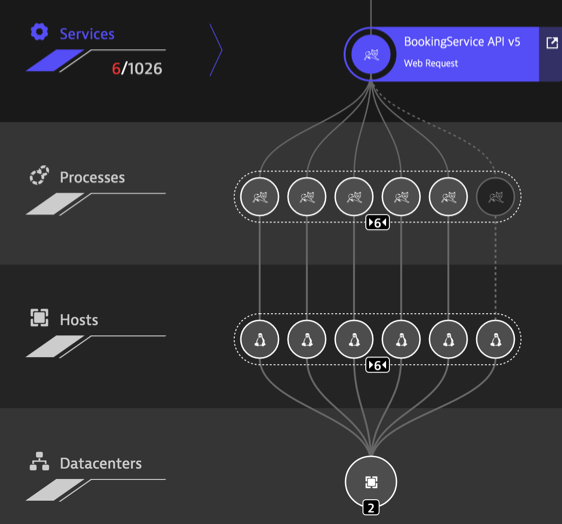 Services
6/1026
BookingService API v5
Web Request
Processes
6
Hosts
6
Datacenters
2